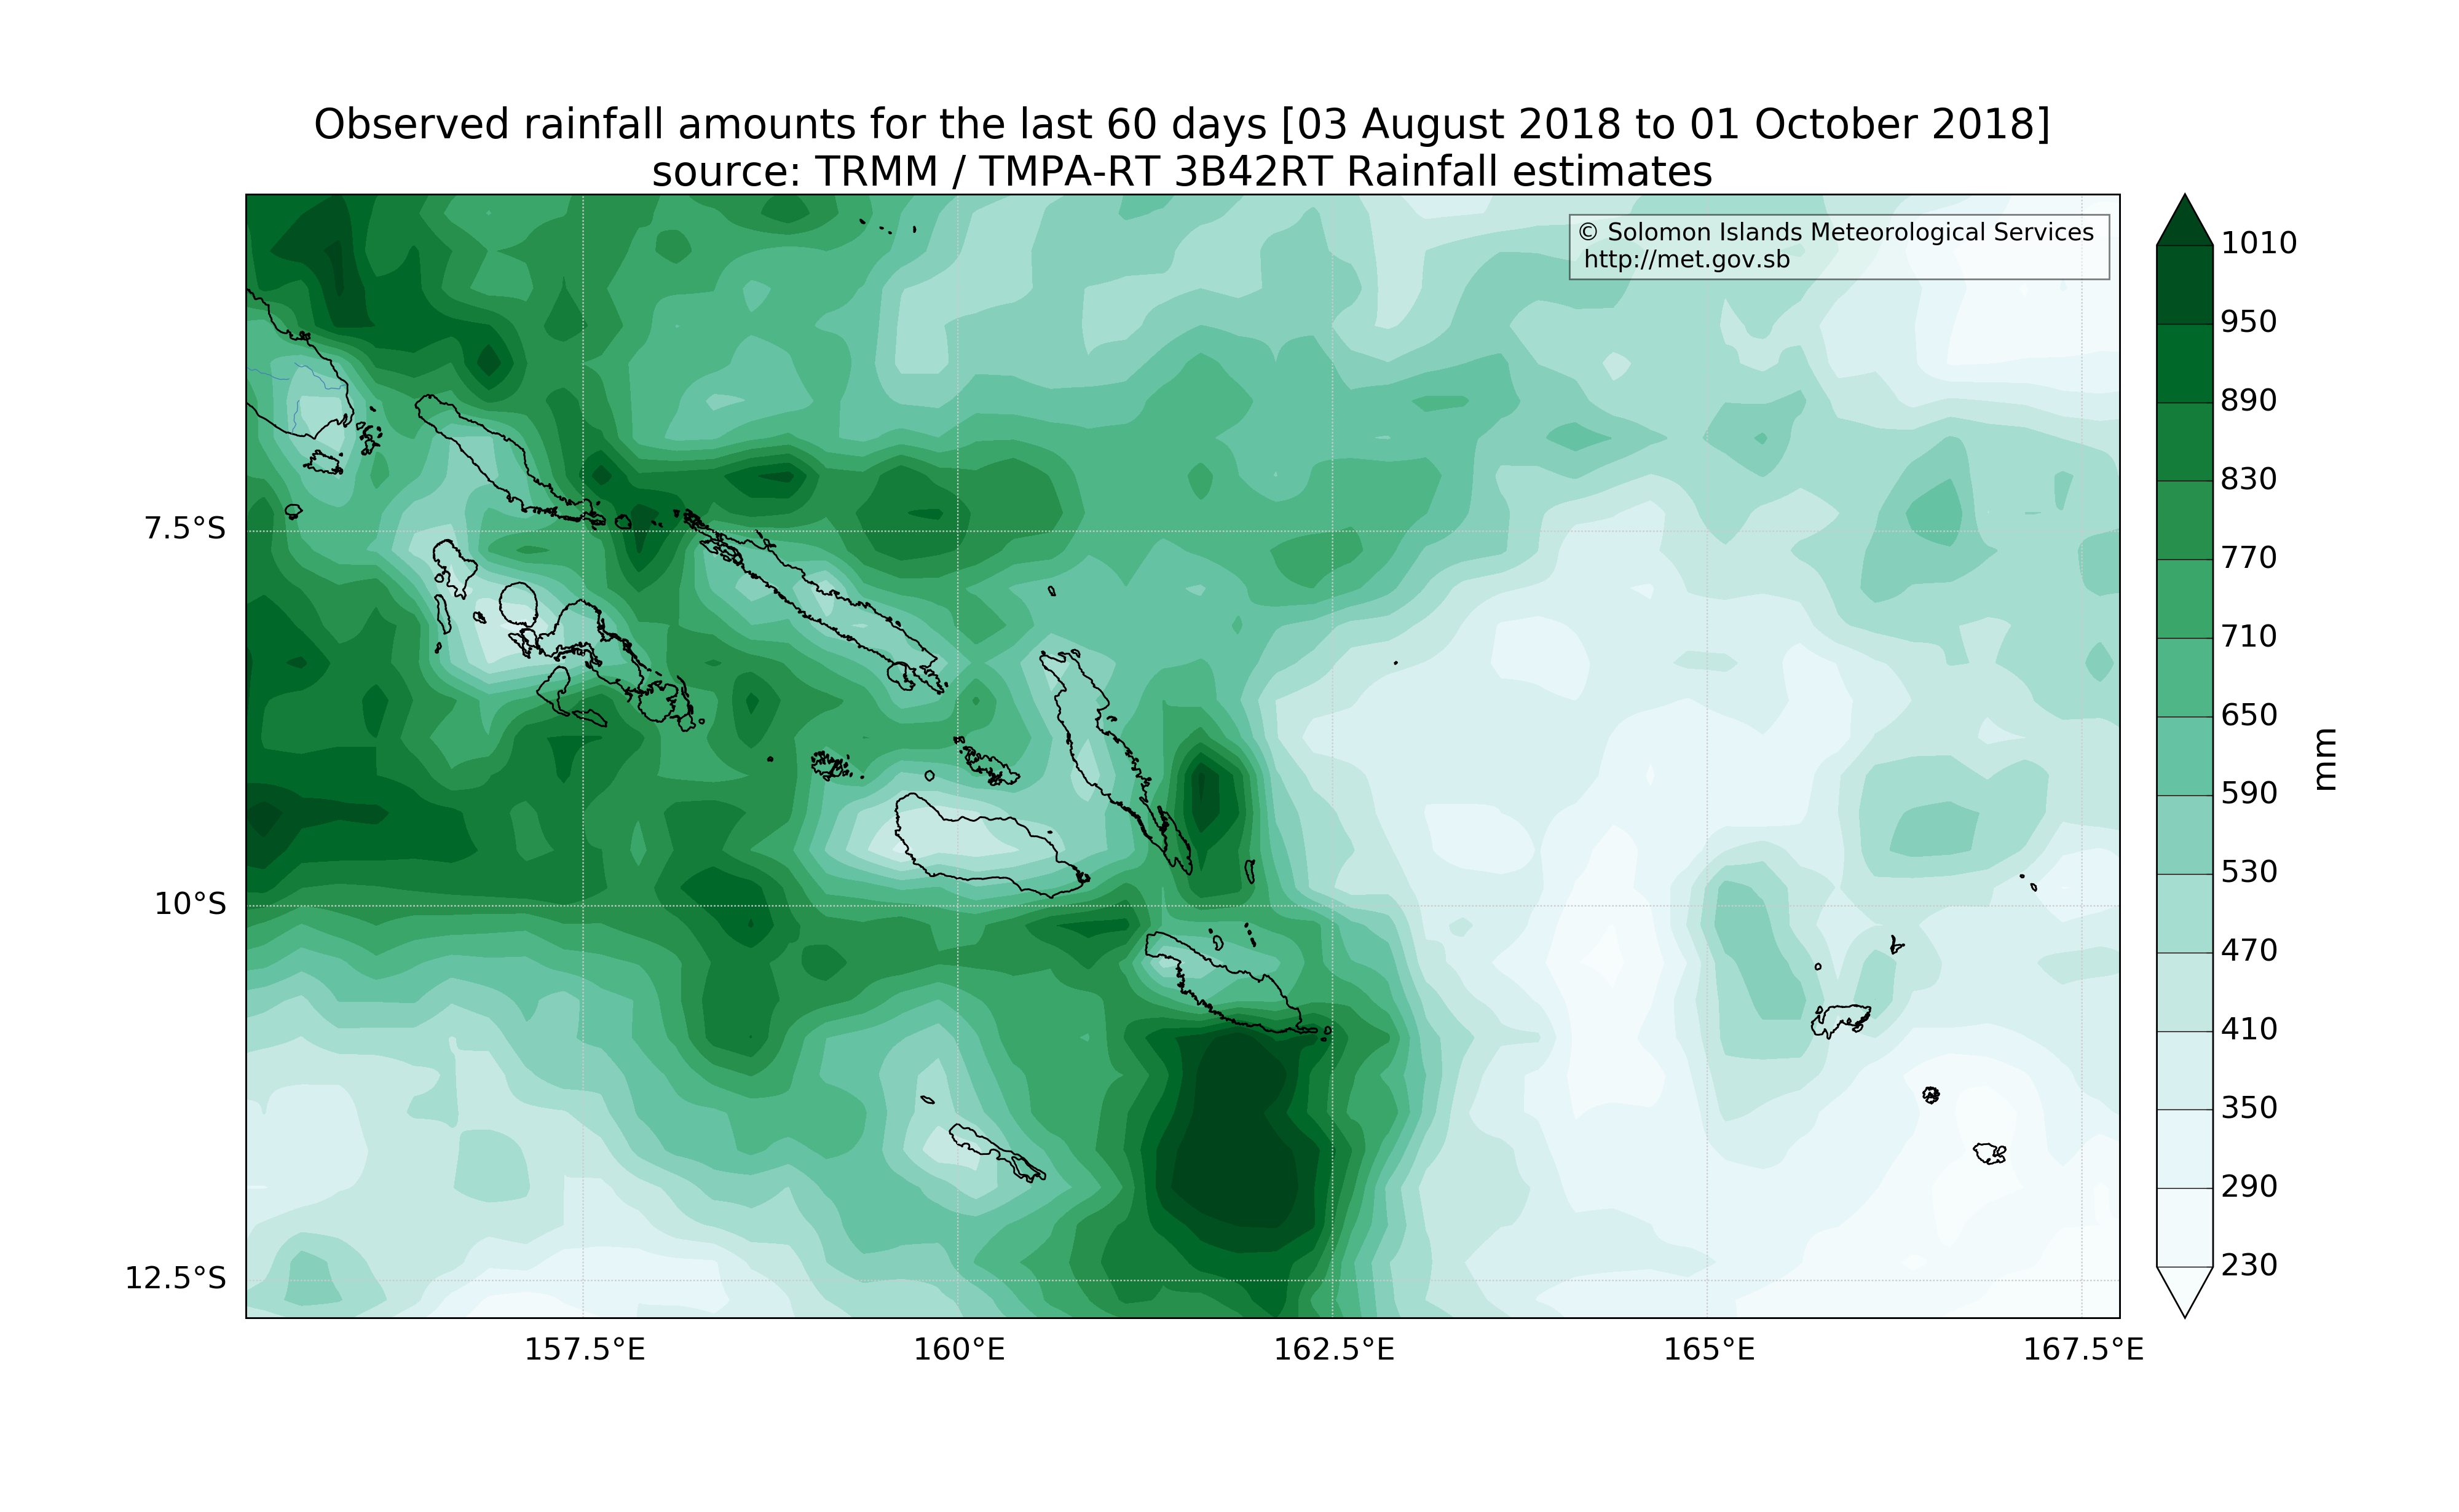 Observed rainfall amounts for the last 60 days [03 August 2018 to 01 October 2018]
source: TRMM / TMPA-RT 3B42RT Rainfall estimates
© Solomon Islands Meteorological Services
http://met.gov.sb
7.5°S
10°S
12.5°S
157.5°E
160°E
162.5°E
165°E
167.5°E
1010
950
890
830
770
710
650
590
530
470
410
350
290
230
mm